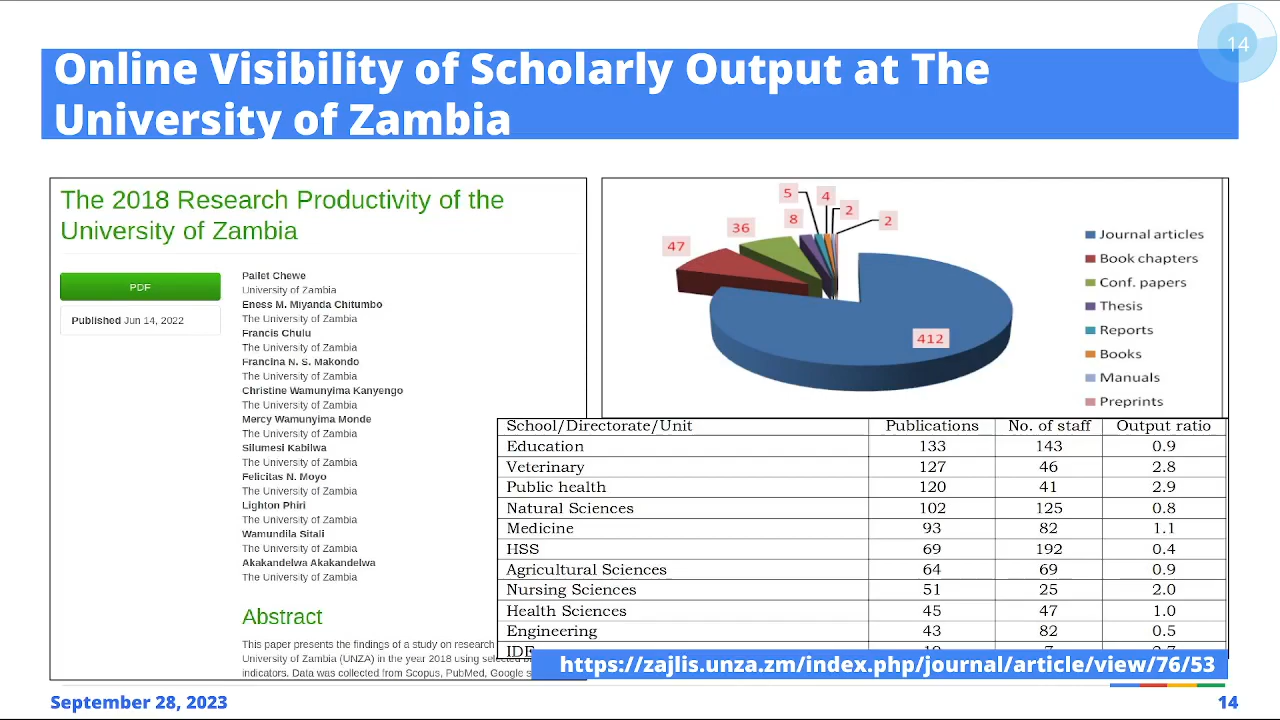 14
Online Visibility of Scholarly Output at The
University of Zambia
The 2018 Research Productivity of the
University of Zambia
PDF
Published Jun 14, 2022
Pailet Chewe
University of Zambia
Eness M. Miyanda Chitumbo
The University of Zambia
Francis Chulu
The University of Zambia
Francina N. S. Makondo
The University of Zambia
Christine Wamunyima Kanyengo
The University of Zambia
Mercy Wamunyima Monde
The University of Zambia
Silumesi Kabilwa
The University of Zambia
Felicitas N. Moyo
The University of Zambia
Lighton Phiri
The University of Zambia
Wamundila Sitali
The University of Zambia
Akakandelwa Akakandelwa
The University of Zambia
Abstract
This paper presents the findings of a study on research
University of Zambia (UNZA) in the year 2018 using
indicators. Data was collected from Scopus, PubMed, Google
5
4
2
2
8
36
47
412
Journal articles
Book chapters
Conf. papers
Thesis
Reports
Books
Manuals
Preprints
School/Directorate/Unit Publications No. of staff Output ratio
Education 133 143 0.9
Veterinary 127 46 2.8
Public health 120 41 2.9
Natural Sciences 102 125 0.8
Medicine 93 82 1.1
HSS 69 192 0.4
Agricultural Sciences 64 69 0.9
Nursing Sciences 51 25 2.0
Health Sciences 45 47 1.0
Engineering 43 82 0.5
https://zajlis.unza.zm/index.php/journal/article/view/76/53
September 28, 2023
14